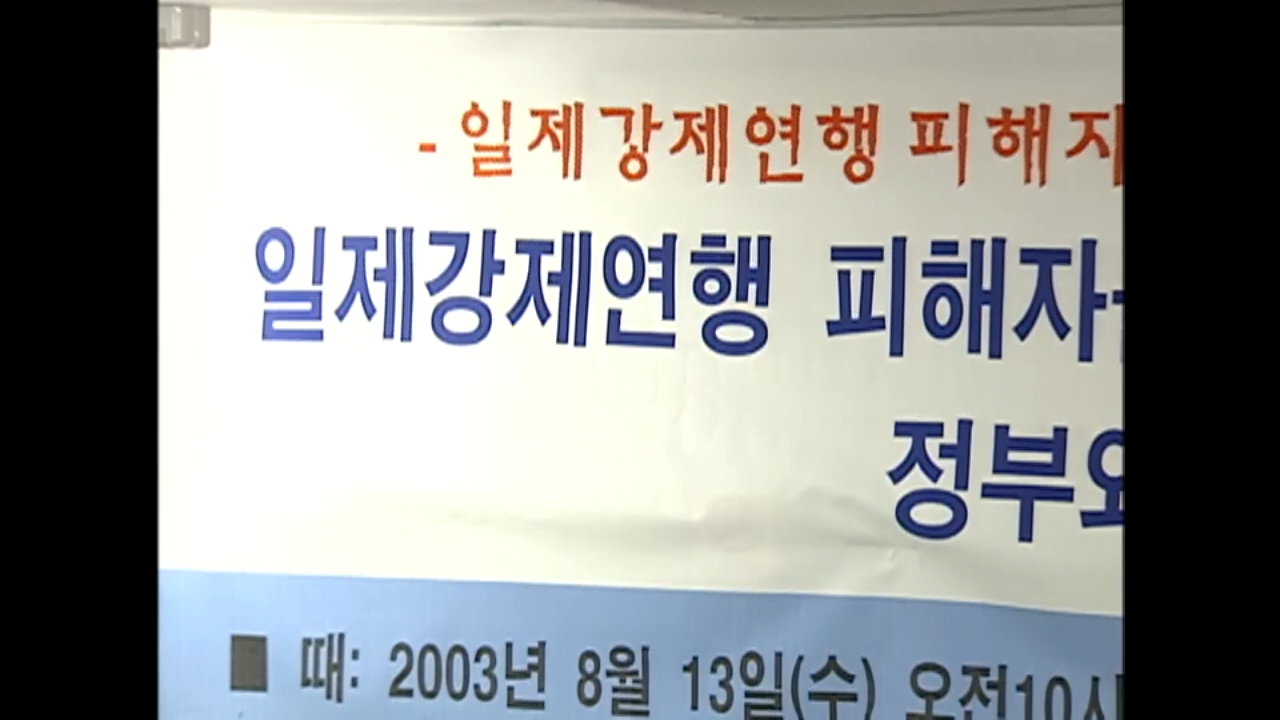 - 일제강제연행 피해자
일제강제연행 피해자
정부와
■ 때: 2003년 8월 13일(수) 오전10시